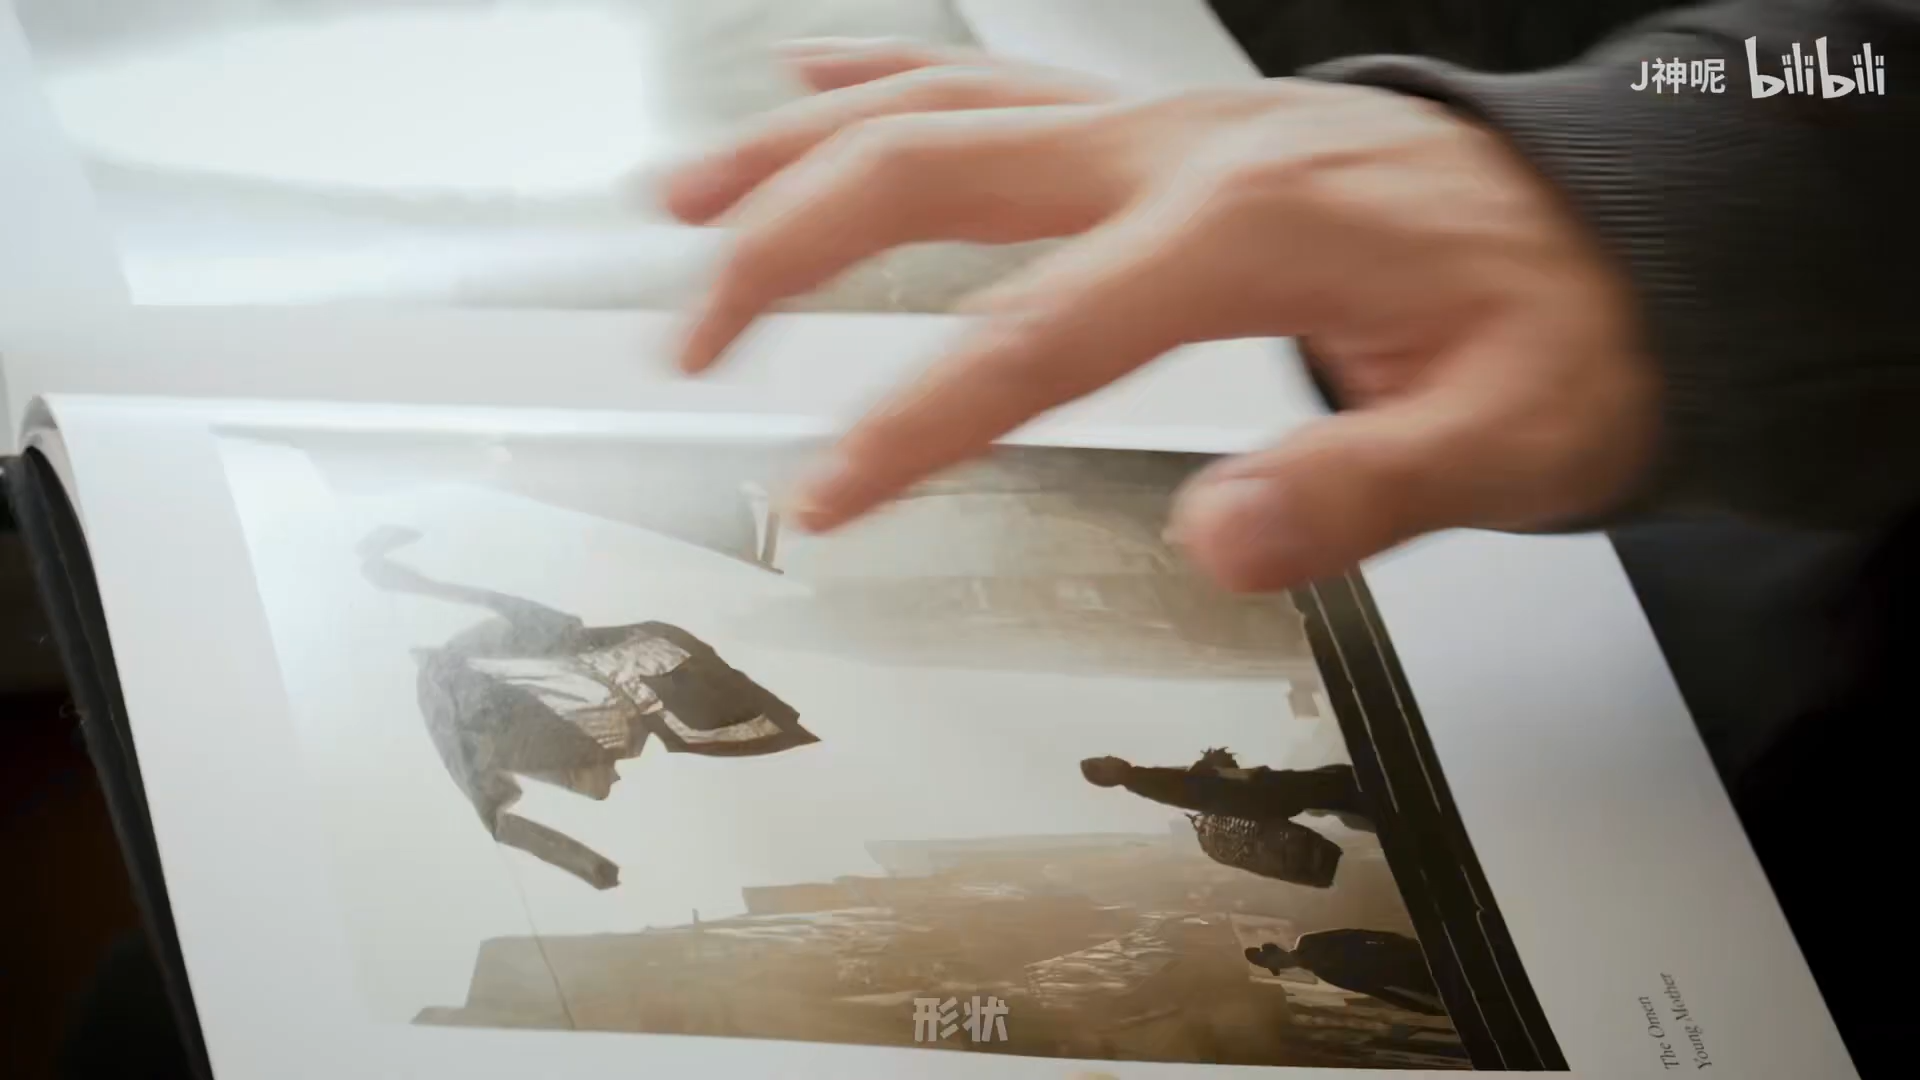 J神呢 bilibili
形状
The Omen
Young Mother